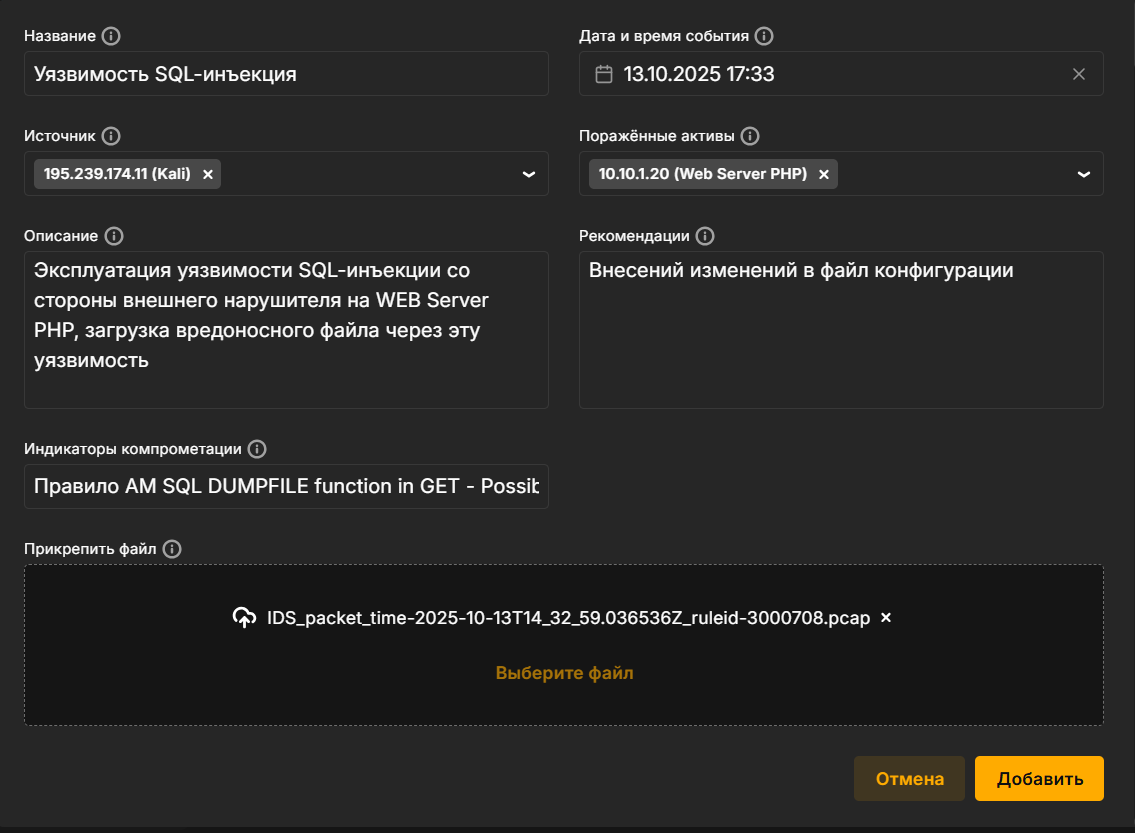 Название
Дата и время события
Уязвимость SQL-инъекция
13.10.2025 17:33
Источник
Поражённые активы
195.239.174.11 (Kali)
10.10.1.20 (Web Server PHP)
Описание
Рекомендации
Эксплуатация уязвимости SQL-инъекции со
стороны внешнего нарушителя на WEB Server
PHP, загрузка вредоносного файла через эту
уязвимость
Внесений изменений в файл конфигурации
Индикаторы компрометации
Правило AM SQL DUMPFILE function in GET - Possib
Прикрепить файл
IDS_packet_time-2025-10-13T14_32_59.036536Z_ruleid-3000708.pcap
Выберите файл
Отмена
Добавить